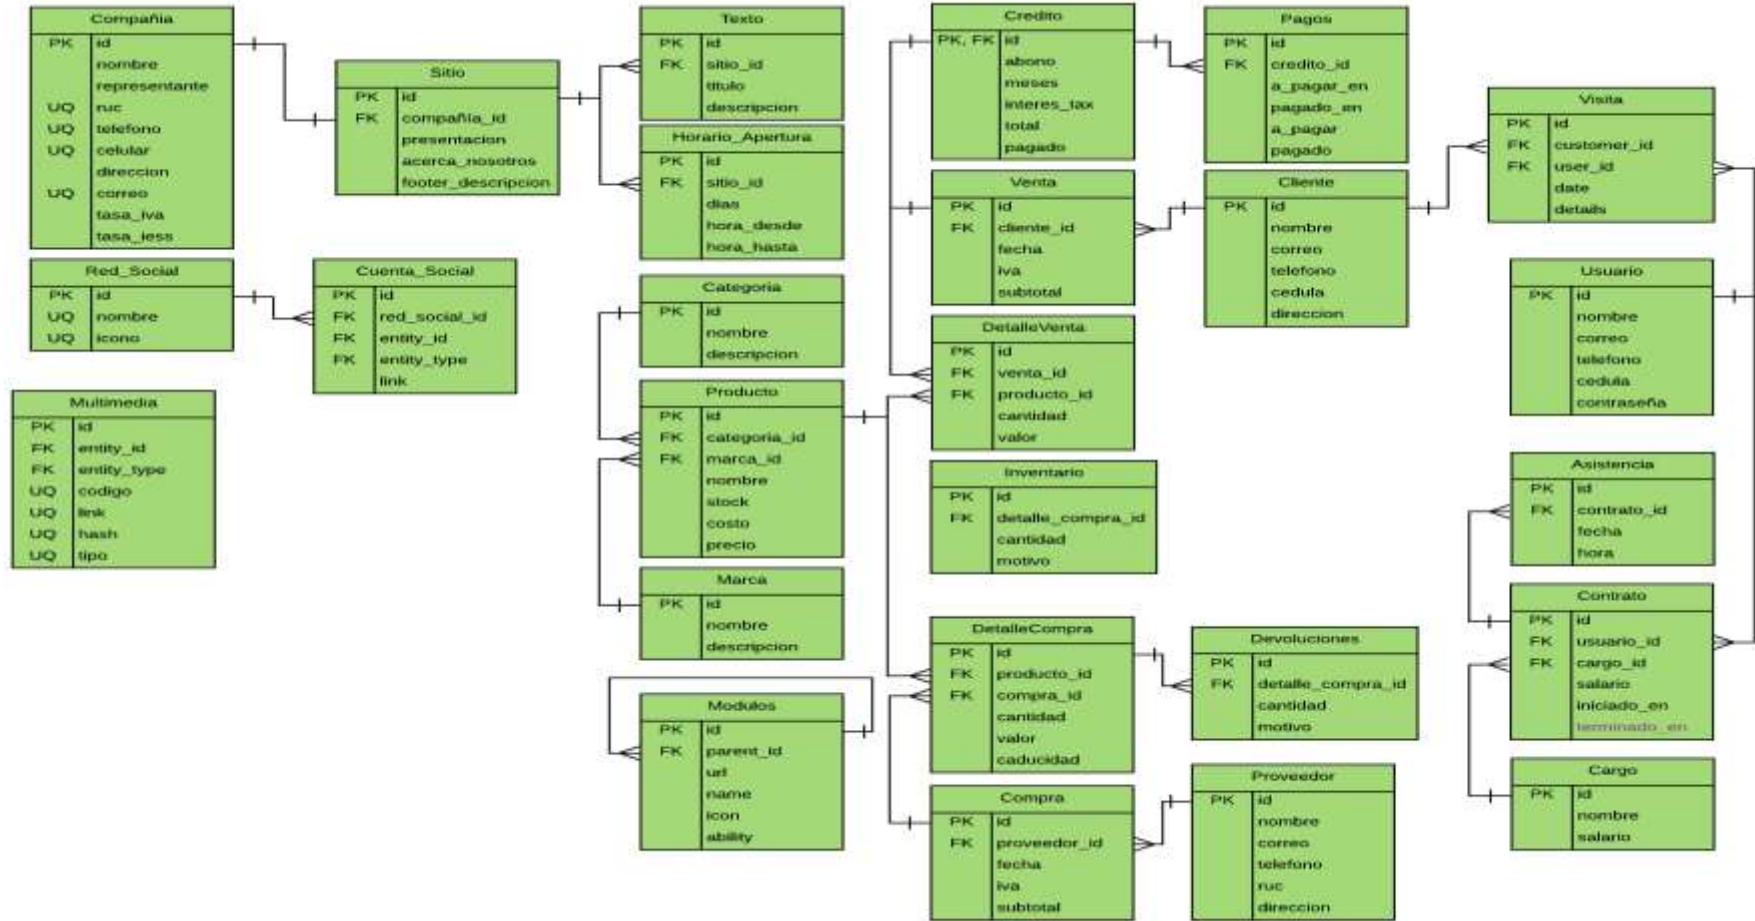 Compañia
PK id
nombre
representante
UQ ruc
UQ telefono
UQ celular
direccion
UQ correo
tasa_iva
tasa_iess
Red_Social
PK id
UQ nombre
UQ icono
Cuenta_Social
PK id
FK red_social_id
FK entity_id
FK entity_type
link
Multimedia
PK id
FK entity_id
FK entity_type
UQ codigo
UQ link
UQ hash
UQ tipo
Sitio
PK id
FK compañia_id
presentacion
acerca_nosotros
footer_descripcion
Texto
PK id
FK sitio_id
titulo
descripcion
Horario_Apertura
PK id
FK sitio_id
dias
hora_desde
hora_hasta
Categoria
PK id
nombre
descripcion
Producto
PK id
FK categoria_id
FK marca_id
nombre
stock
costo
precio
Marca
PK id
nombre
descripcion
Modulos
PK id
FK parent_id
url
name
icon
ability
Credito
PK, FK id
abono
meses
interes_tax
total
pagado
Venta
PK id
FK cliente_id
fecha
iva
subtotal
DetalleVenta
PK id
FK venta_id
FK producto_id
cantidad
valor
Inventario
PK id
FK detalle_compra_id
cantidad
motivo
DetalleCompra
PK id
FK producto_id
FK compra_id
cantidad
valor
caducidad
Compra
PK id
FK proveedor_id
fecha
iva
subtotal
Pagos
PK id
FK credito_id
a_pagar_en
pagado_en
a_pagar
pagado
Cliente
PK id
nombre
correo
telefono
cedula
direccion
Devoluciones
PK id
FK detalle_compra_id
cantidad
motivo
Proveedor
PK id
nombre
correo
telefono
ruc
direccion
Visita
PK id
FK customer_id
FK user_id
date
details
Usuario
PK id
nombre
correo
telefono
cedula
contraseña
Asistencia
PK id
FK contrato_id
fecha
hora
Contrato
PK id
FK usuario_id
FK cargo_id
salario
iniciado_en
terminado_en
Cargo
PK id
nombre
salario